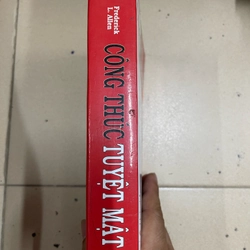 Frederick
L. Allen
CÔNG THỨC TUYỆT MẬT